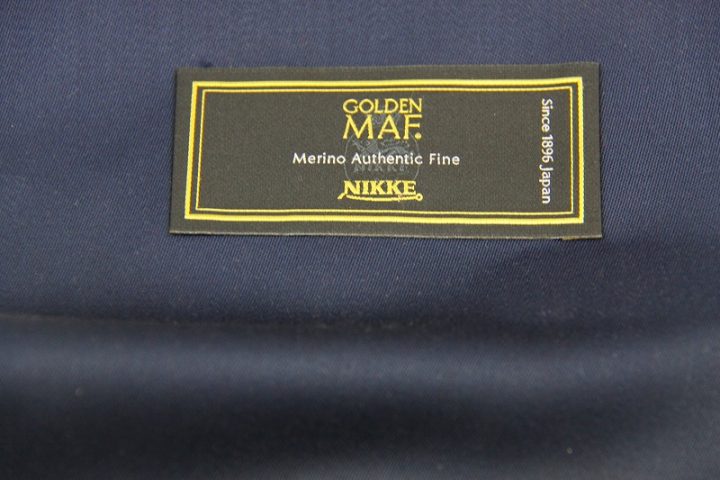 GOLDEN
MAF.
Merino Authentic Fine
NIKKE
Since 1896 Japan